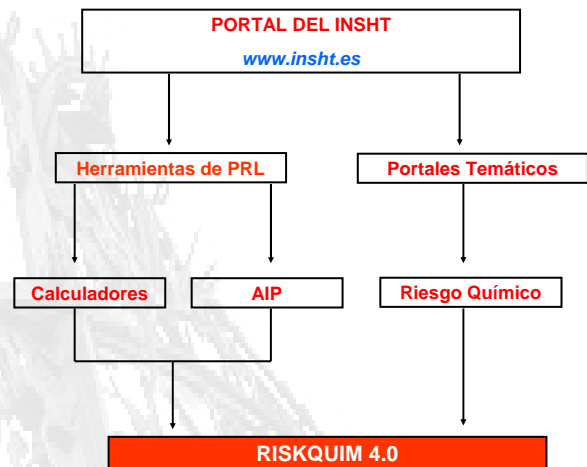 PORTAL DEL INSHT
www.insht.es
Herramientas de PRL
Portales Temáticos
Calculadores
AIP
Riesgo Químico
RISKQUIM 4.0